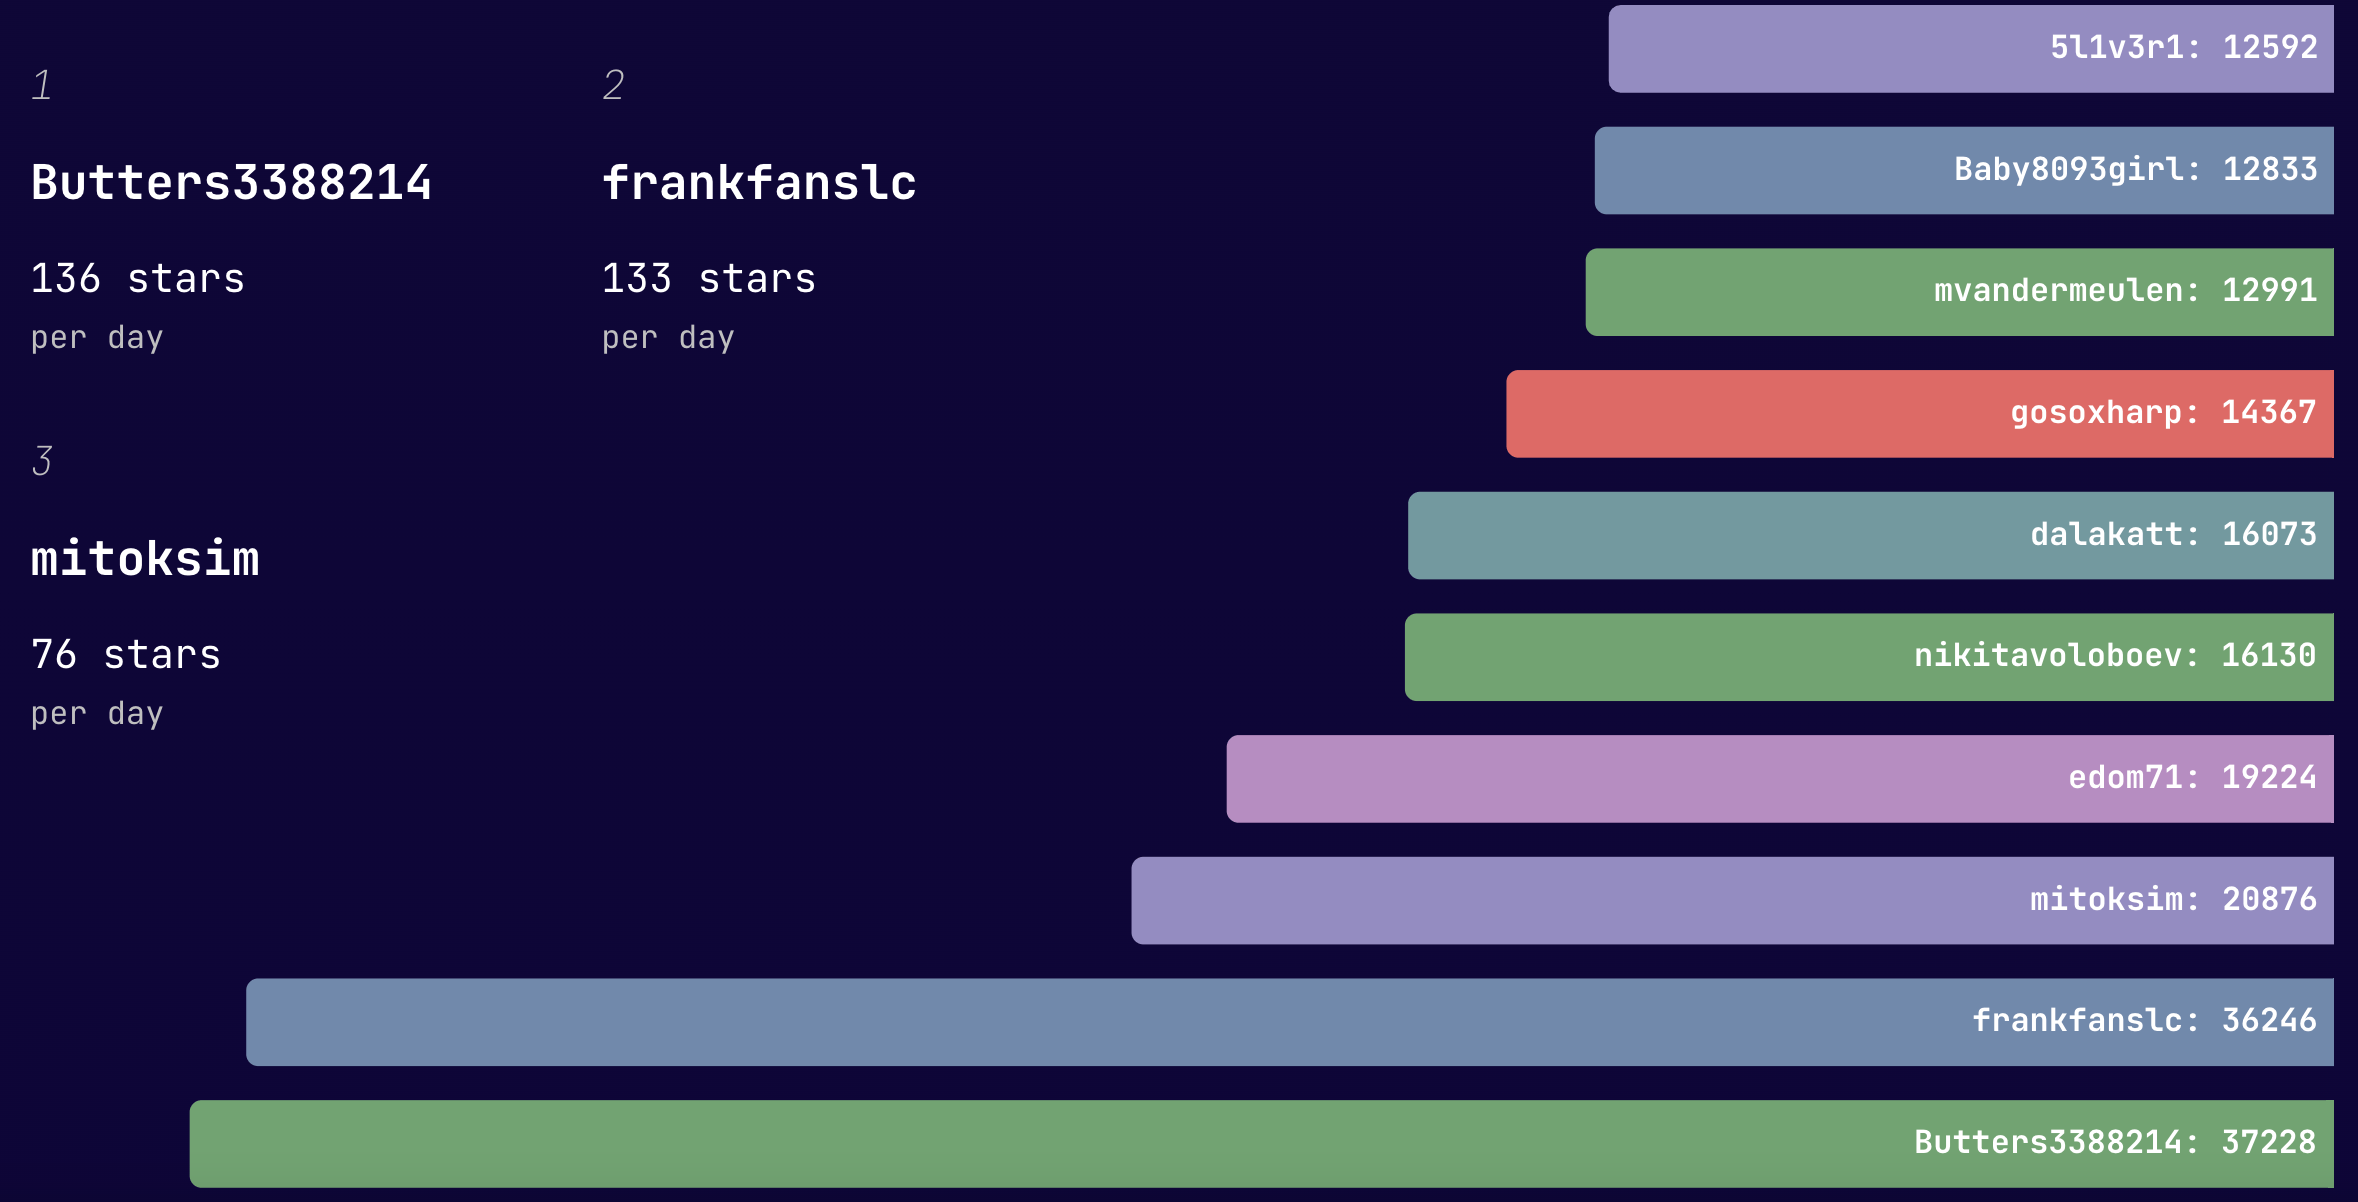 1
Butters3388214
136 stars
per day
2
frankfanslc
133 stars
per day
3
mitoksim
76 stars
per day
5l1v3r1: 12592
Baby8093girl: 12833
mvandermeulen: 12991
gosoxharp: 14367
dalakatt: 16073
nikitavoloboev: 16130
edom71: 19224
mitoksim: 20876
frankfanslc: 36246
Butters3388214: 37228